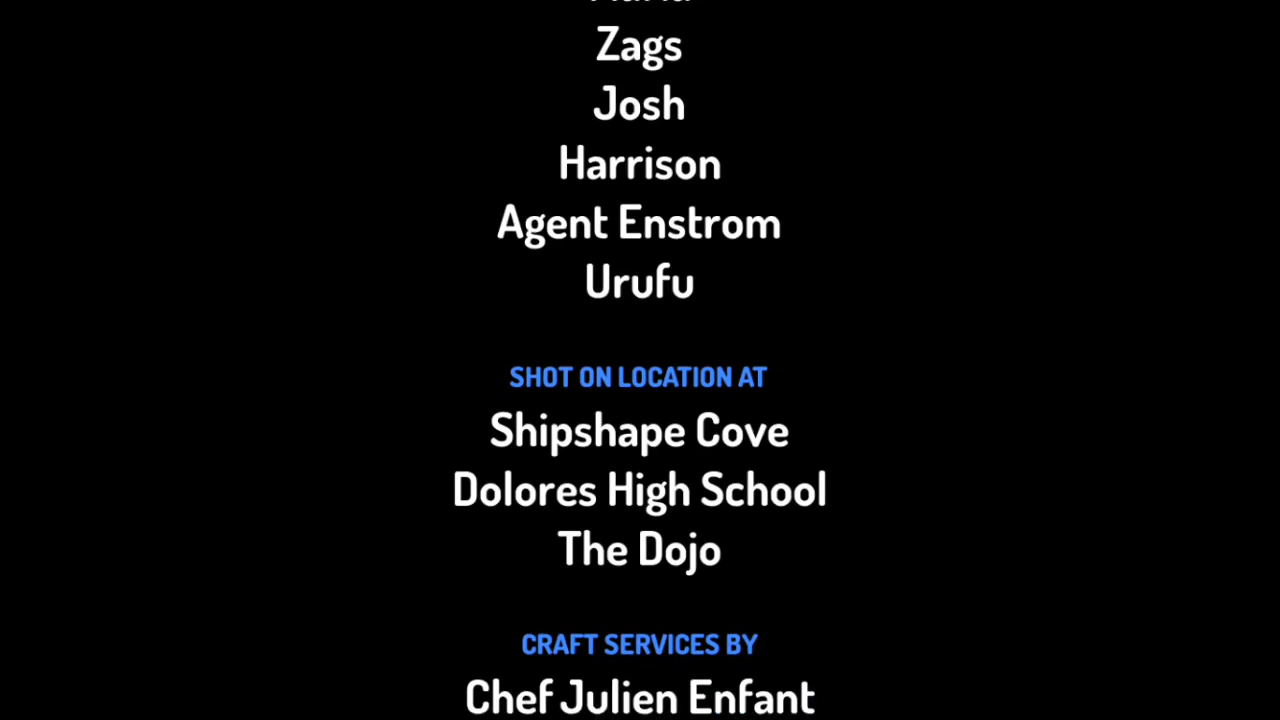 Zags
Josh
Harrison
Agent Enstrom
Urufu
SHOT ON LOCATION AT
Shipshape Cove
Dolores High School
The Dojo
CRAFT SERVICES BY
Chef Julien Enfant